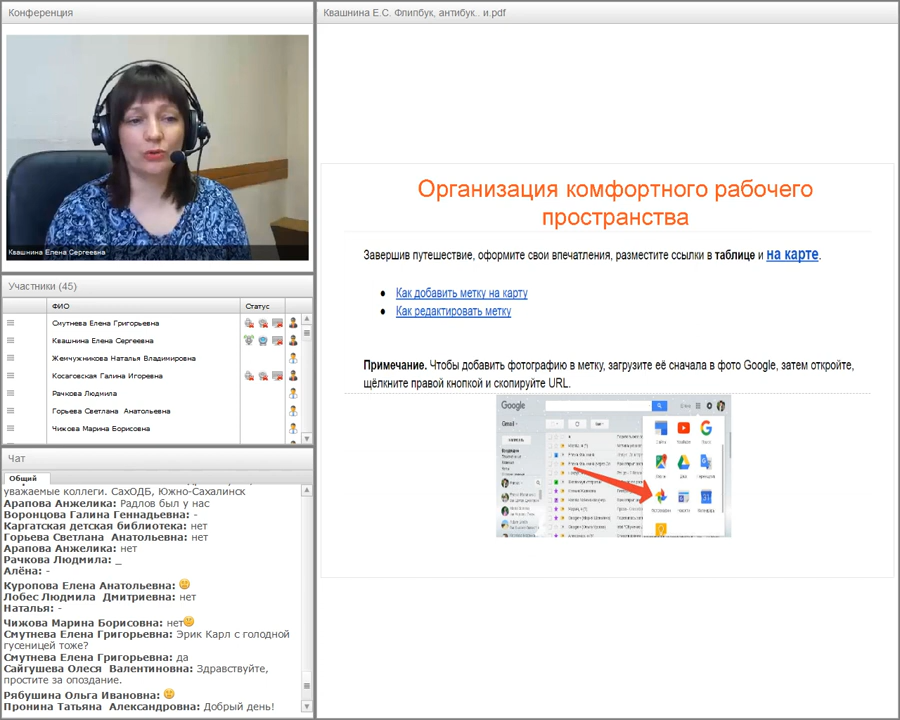 Конференция
Квашнина Елена Сергеевна
Участники (45)
ФИО
Статус
Смутнева Елена Григорьевна
Квашнина Елена Сергеевна
Жемчужникова Наталья Владимировна
Косаговская Галина Игоревна
Рачкова Людмила
Горьева Светлана Анатольевна
Чижова Марина Борисовна
Чат
Общий
уважаемые коллеги. СахОДБ, Южно-Сахалинск
Арапова Анжелика: Радлов был у нас
Воронцова Галина Геннадьевна: -
Каргатская детская библиотека: нет
Горьева Светлана Анатольевна: нет
Арапова Анжелика: нет
Рачкова Людмила: _
Алёна: -
Куропова Елена Анатольевна:
Лобес Людмила Дмитриевна: нет
Наталья: -
Чижова Марина Борисовна: нет
Смутнева Елена Григорьевна: Эрик Карл с голодной
гусеницей тоже?
Смутнева Елена Григорьевна: да
Сайгушева Олеся Валентиновна: Здравствуйте,
простите за опоздание.
Рябушина Ольга Ивановна:
Пронина Татьяна Александровна: Добрый день!
Квашнина Е.С. Флипбук, антибук.. и.pdf
Организация комфортного рабочего
пространства
Завершив путешествие, оформите свои впечатления, разместите ссылки в таблице и на карте.
Как добавить метку на карту
Как редактировать метку
Примечание. Чтобы добавить фотографию в метку, загрузите её сначала в фото Google, затем откройте,
щёлкните правой кнопкой и скопируйте URL.
Google
Gmail